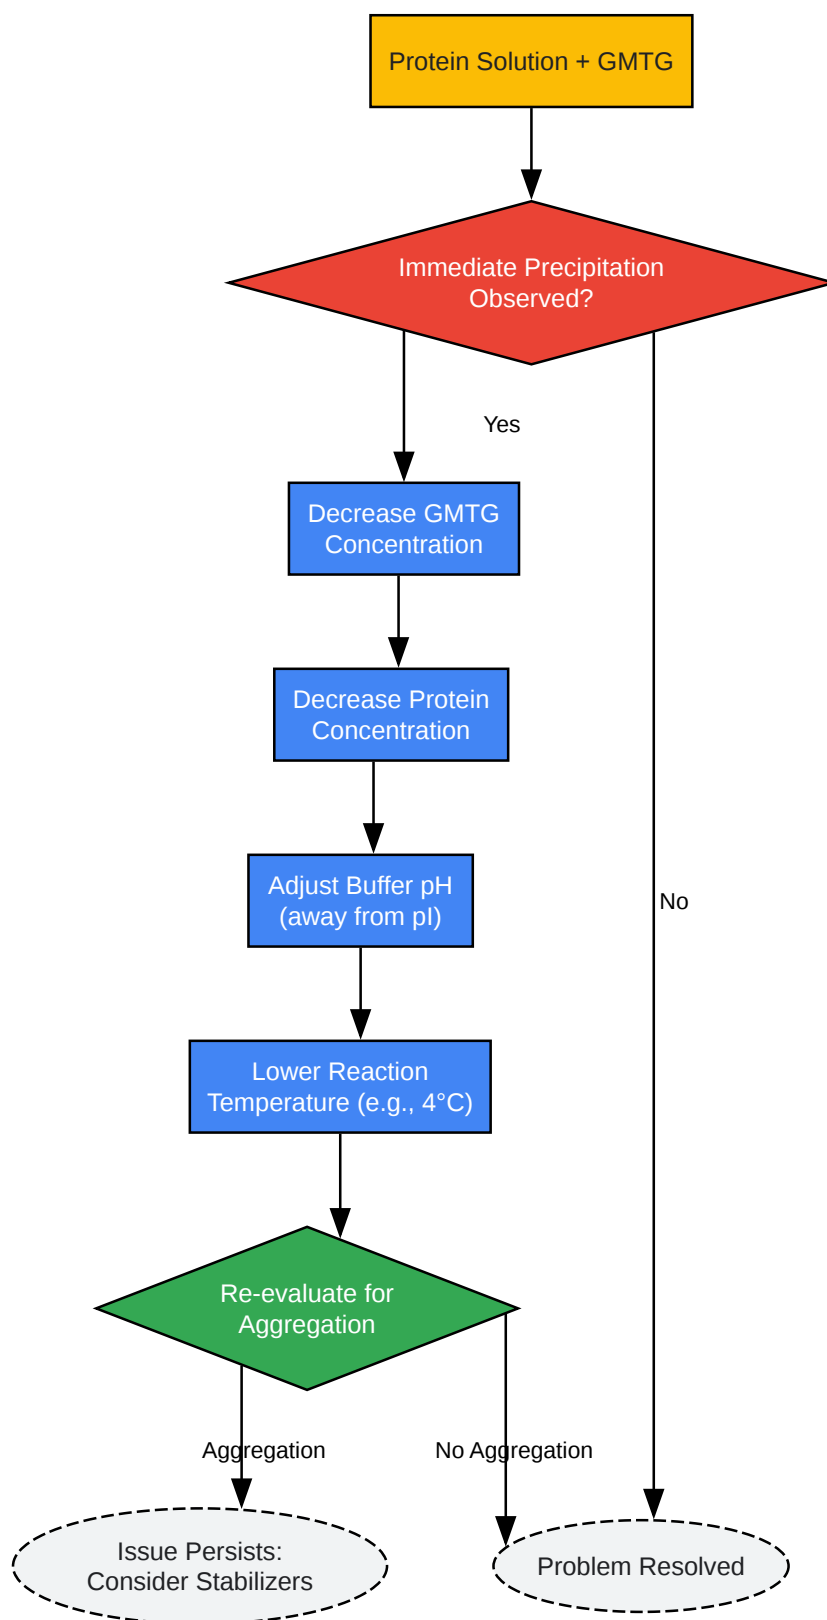 Protein Solution + GMTG
Immediate Precipitation
Observed?
Yes
Decrease GMTG
Concentration
Decrease Protein
Concentration
Adjust Buffer pH
(away from pI)
No
Lower Reaction
Temperature (e.g., 4°C)
Re-evaluate for
Aggregation
Aggregation
No Aggregation
Issue Persists:
Consider Stabilizers
Problem Resolved